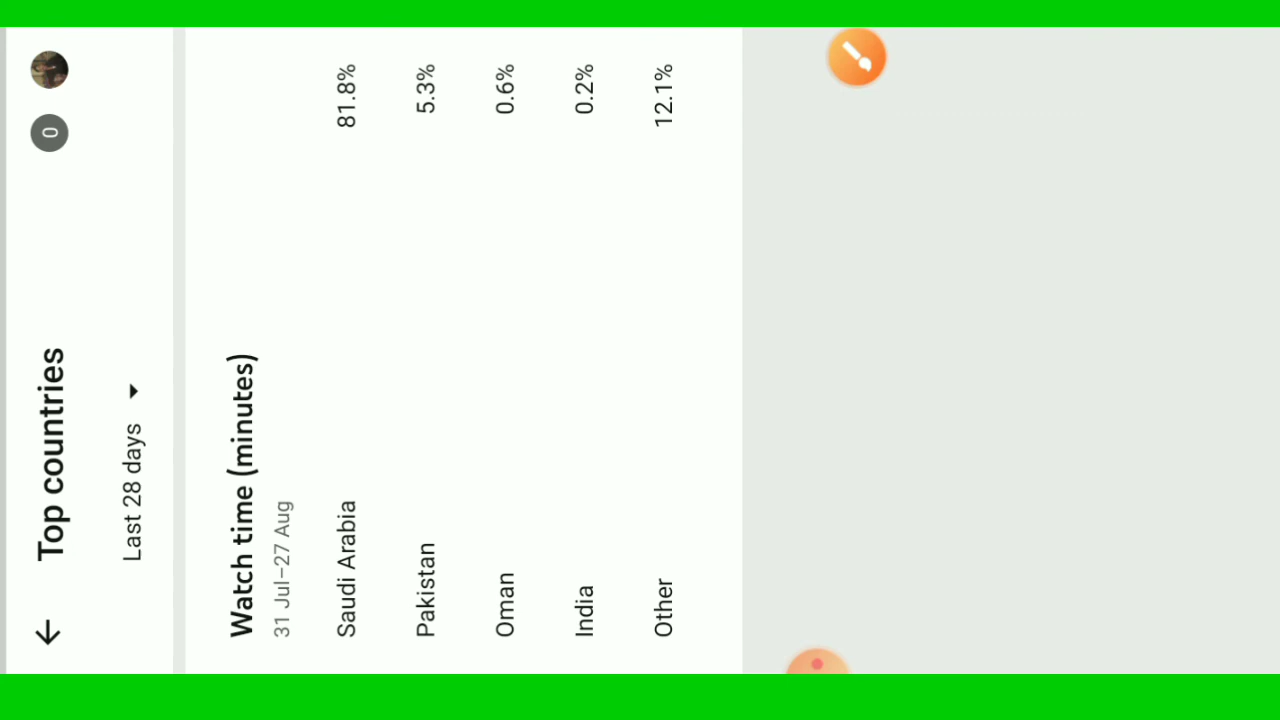 Top countries
0
Last 28 days
Watch time (minutes)
31 Jul–27 Aug
Saudi Arabia 81.8%
Pakistan 5.3%
Oman 0.6%
India 0.2%
Other 12.1%